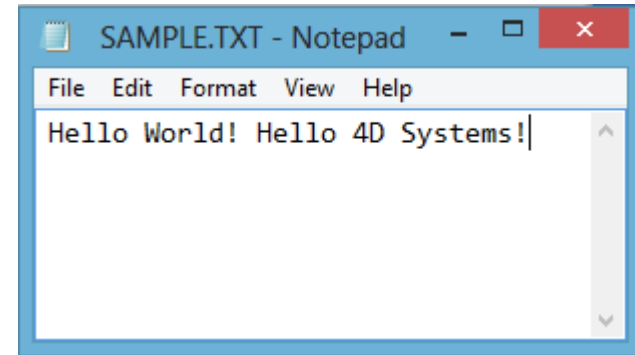 SAMPLE.TXT - Notepad
File Edit Format View Help
Hello World! Hello 4D Systems!